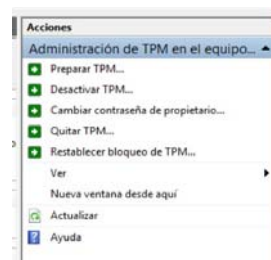 Acciones
Administración de TPM en el equipo...
Preparar TPM...
Desactivar TPM...
Cambiar contraseña de propietario...
Quitar TPM...
Restablecer bloqueo de TPM...
Ver
Nueva ventana desde aquí
Actualizar
Ayuda